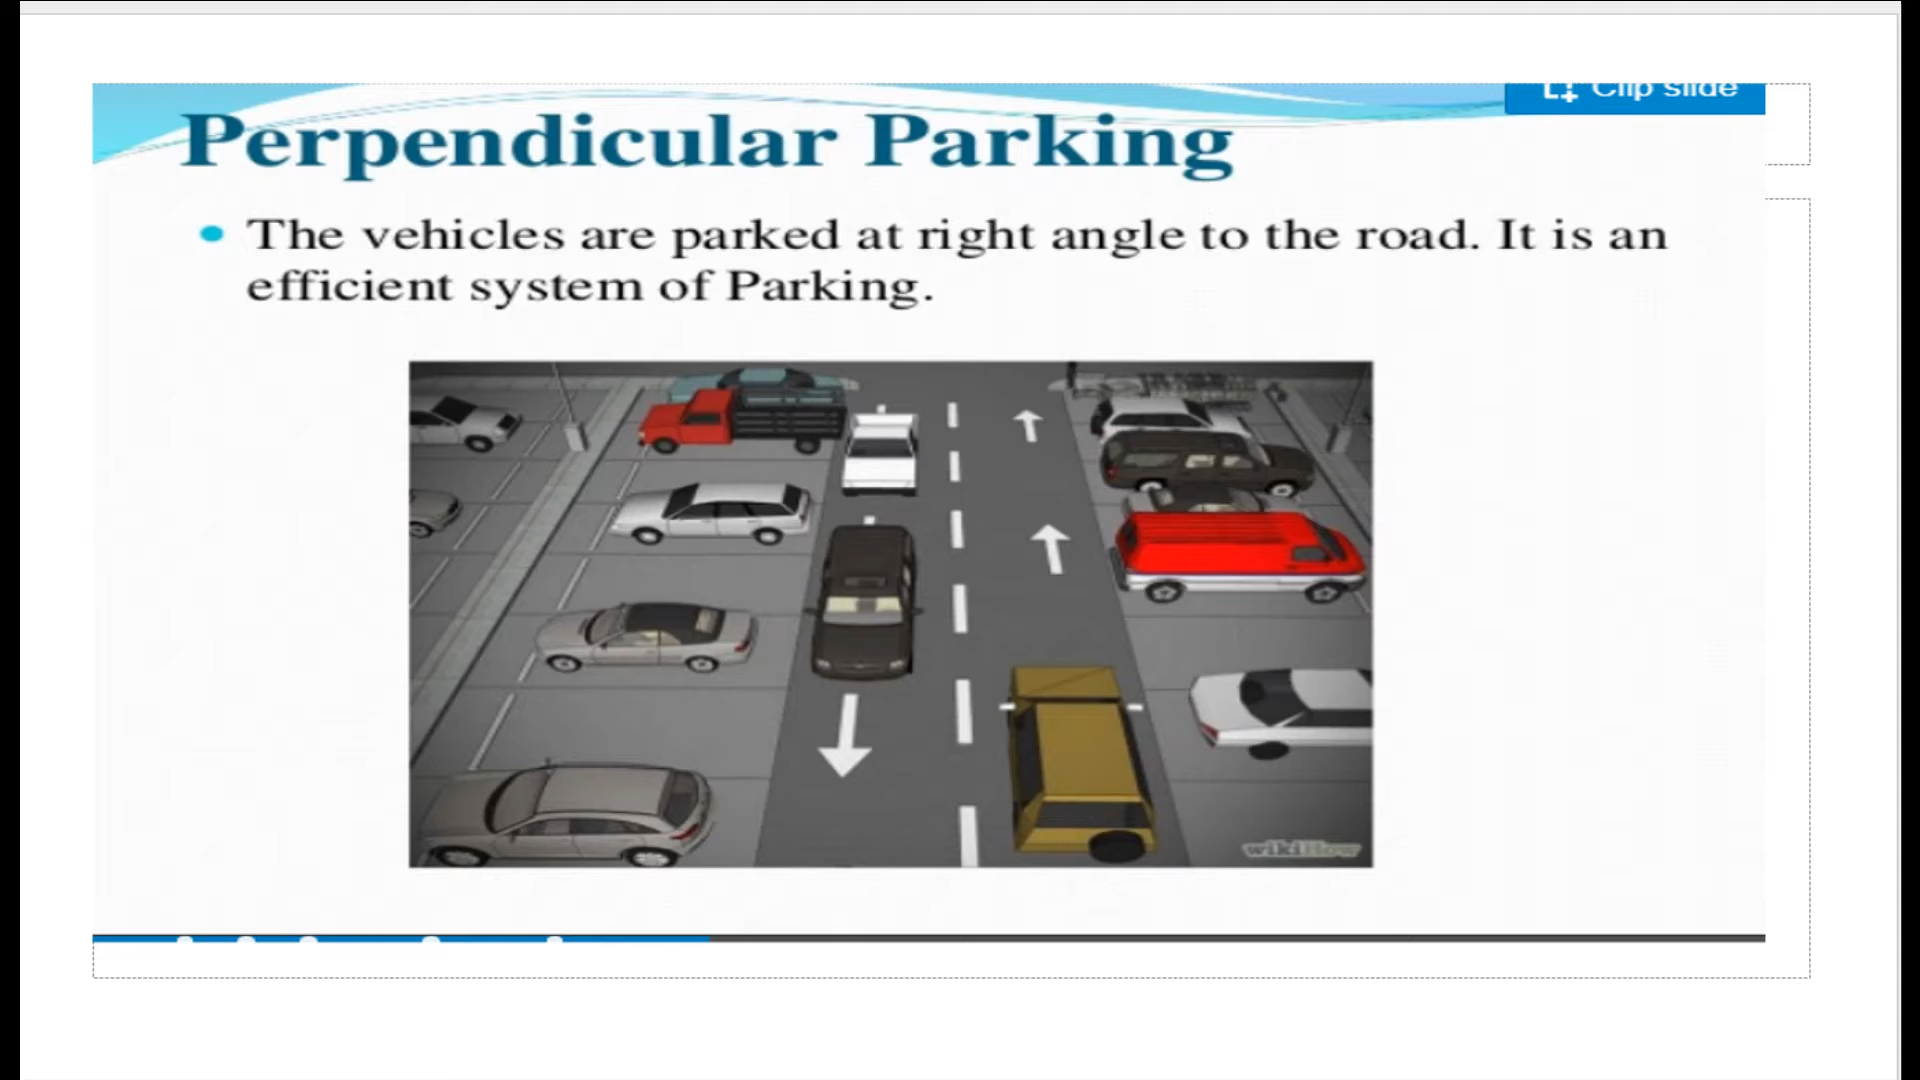 Clip slide
Perpendicular Parking
The vehicles are parked at right angle to the road. It is an
efficient system of Parking.
wikiHow